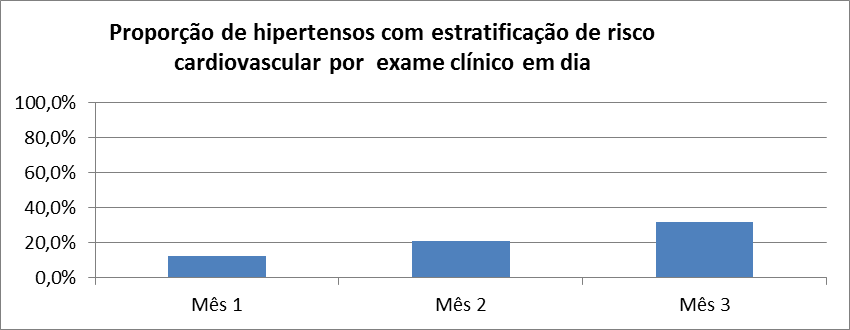 Proporção de hipertensos com estratificação de risco
cardiovascular por exame clínico em dia
100,0%
80,0%
60,0%
40,0%
20,0%
0,0%
Mês 1 Mês 2 Mês 3